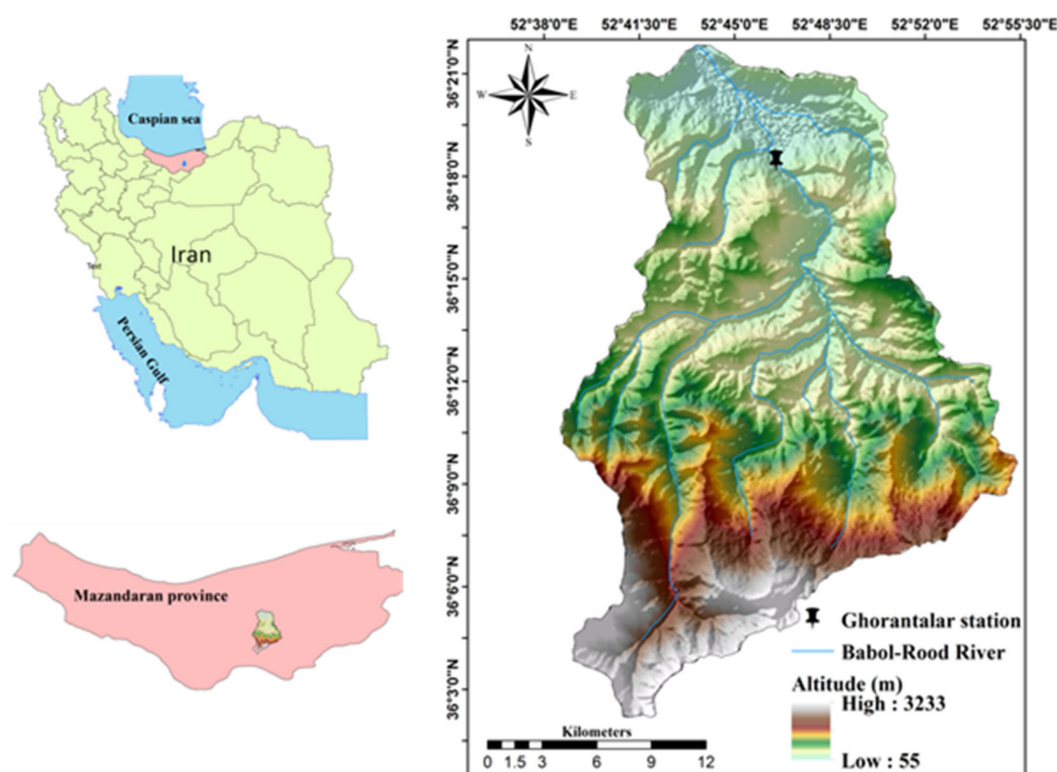 Caspian sea
Iran
Text
Persian Gulf
Mazandaran province
52°38'0"E 52°41'30"E 52°45'0"E 52°48'30"E 52°52'0"E 52°55'30"E
36°21'0"N
36°18'0"N
36°15'0"N
36°12'0"N
36°9'0"N
36°6'0"N
36°3'0"N
N
W E
S
Ghorantalar station
Babol-Rood River
Altitude (m)
High : 3233
Low : 55
Kilometers
0 1.5 3 6 9 12